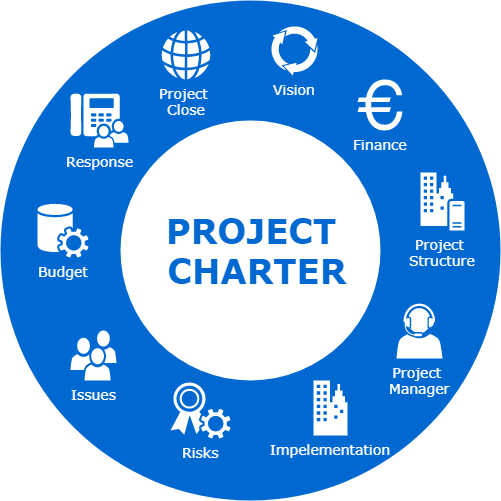 PROJECT
CHARTER
Vision
Finance
Project
Structure
Project
Manager
Impelementation
Risks
Issues
Budget
Response
Project
Close